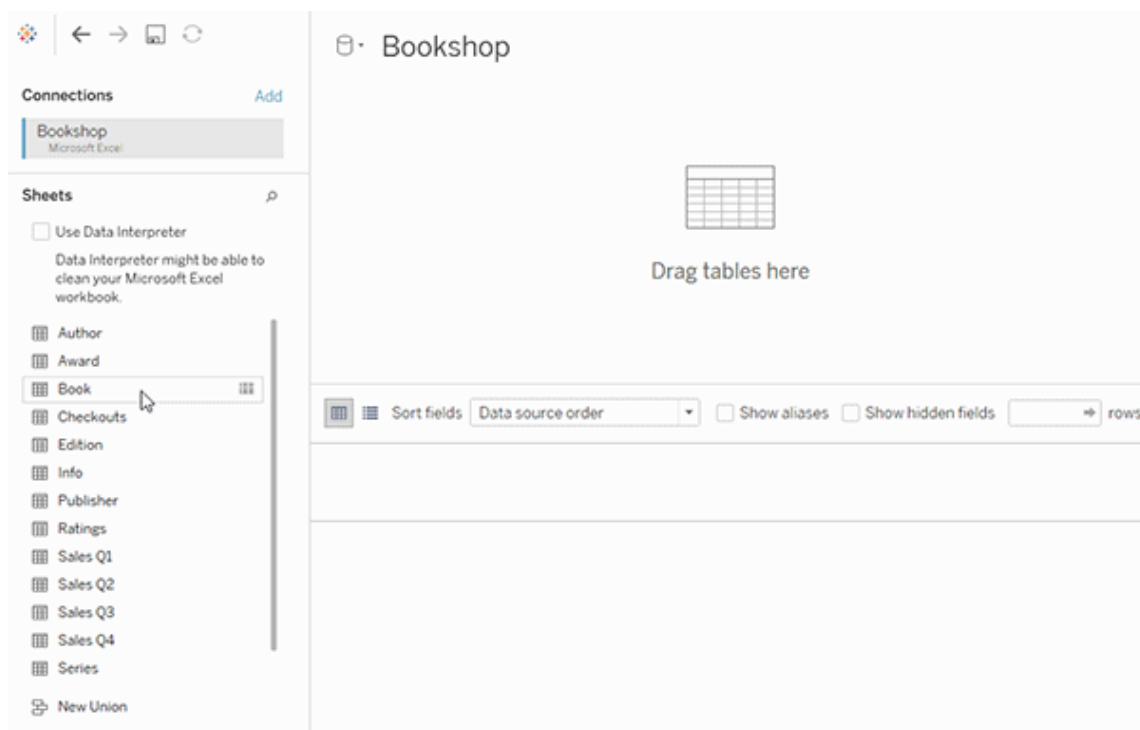 Bookshop
Connections
Add
Bookshop
Microsoft Excel
Sheets
Use Data Interpreter
Data Interpreter might be able to
clean your Microsoft Excel
workbook.
Author
Award
Book
Checkouts
Edition
Info
Publisher
Ratings
Sales Q1
Sales Q2
Sales Q3
Sales Q4
Series
New Union
Drag tables here
Sort fields Data source order Show aliases Show hidden fields rows